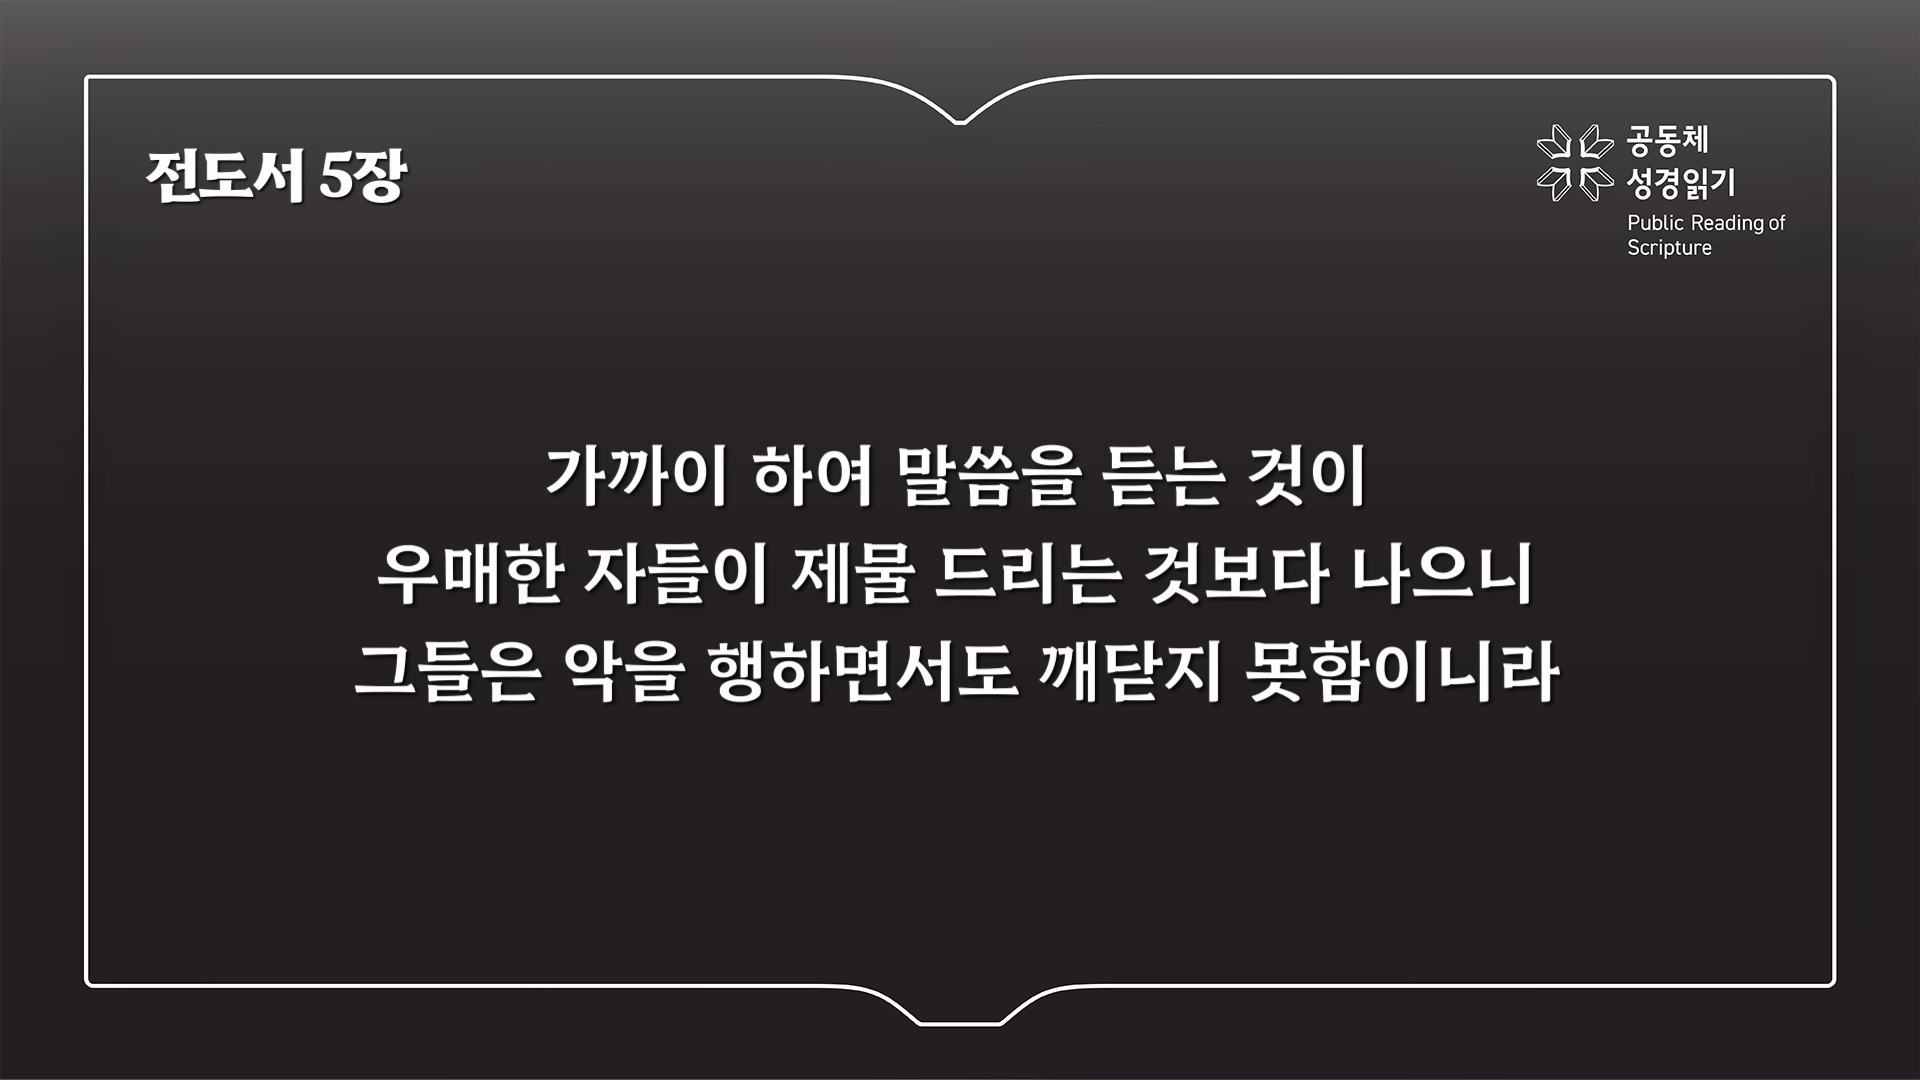 전도서 5장
공동체
성경읽기
Public Reading of
Scripture
가까이 하여 말씀을 듣는 것이
우매한 자들이 제물 드리는 것보다 나으니
그들은 악을 행하면서도 깨닫지 못함이니라